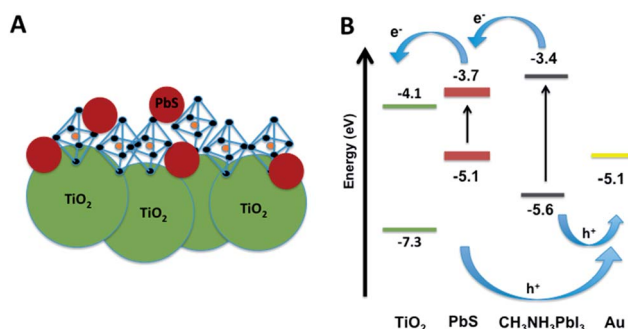 A
PbS
TiO₂
TiO₂
TiO₂
B
Energy (eV)
e⁻
e⁻
-4.1
-3.7
-3.4
-5.1
-5.6
-5.1
-7.3
h⁺
h⁺
TiO₂ PbS CH₃NH₃PbI₃ Au